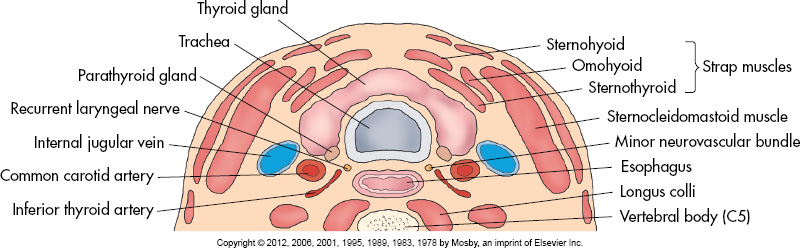 Thyroid gland
Trachea
Parathyroid gland
Recurrent laryngeal nerve
Internal jugular vein
Common carotid artery
Inferior thyroid artery
Sternohyoid
Omohyoid
Sternothyroid
Strap muscles
Sternocleidomastoid muscle
Minor neurovascular bundle
Esophagus
Longus colli
Vertebral body (C5)
Copyright © 2012, 2006, 2001, 1995, 1989, 1983, 1978 by Mosby, an imprint of Elsevier Inc.